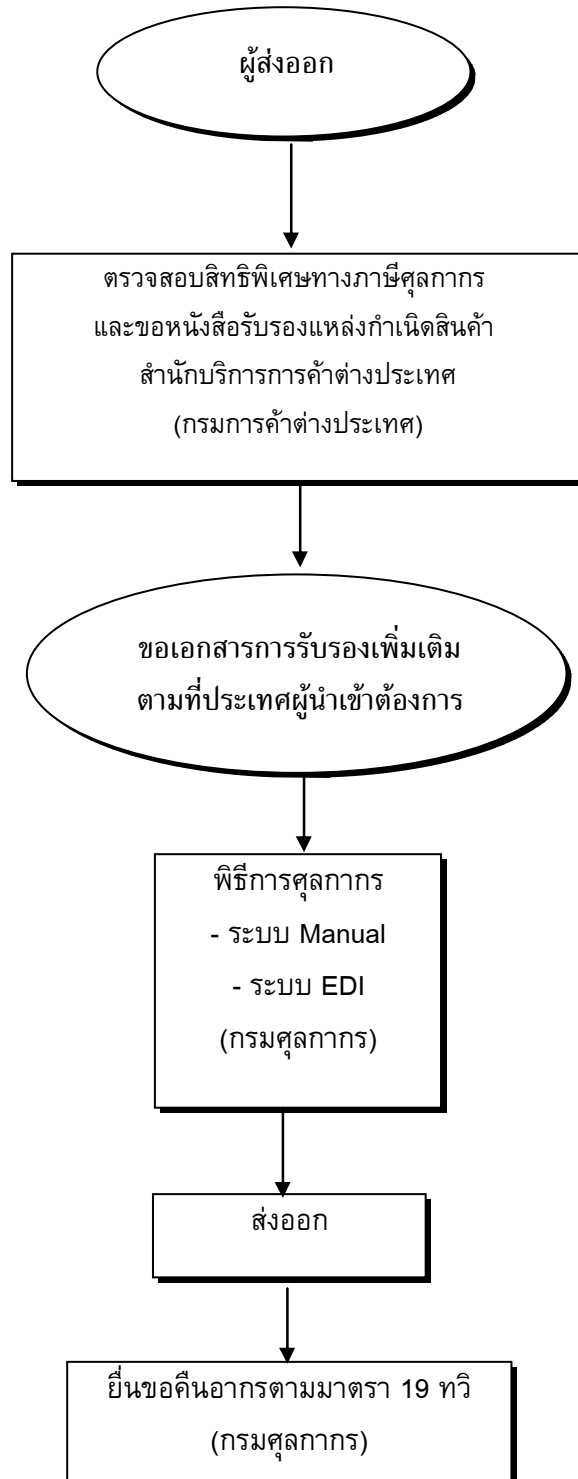 ผู้ส่งออก
ตรวจสอบสิทธิพิเศษทางภาษีศุลกากร
และขอหนังสือรับรองแหล่งกำเนิดสินค้า
สำนักบริการการค้าต่างประเทศ
(กรมการค้าต่างประเทศ)
ขอเอกสารการรับรองเพิ่มเติม
ตามที่ประเทศผู้นำเข้าต้องการ
พิธีการศุลกากร
- ระบบ Manual
- ระบบ EDI
(กรมศุลกากร)
ส่งออก
ยื่นขอคืนอากรตามมาตรา 19 ทวิ
(กรมศุลกากร)